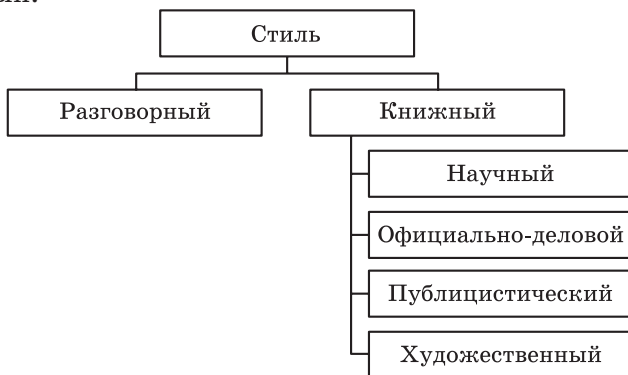 Стиль
Разговорный
Книжный
Научный
Официально-деловой
Публицистический
Художественный